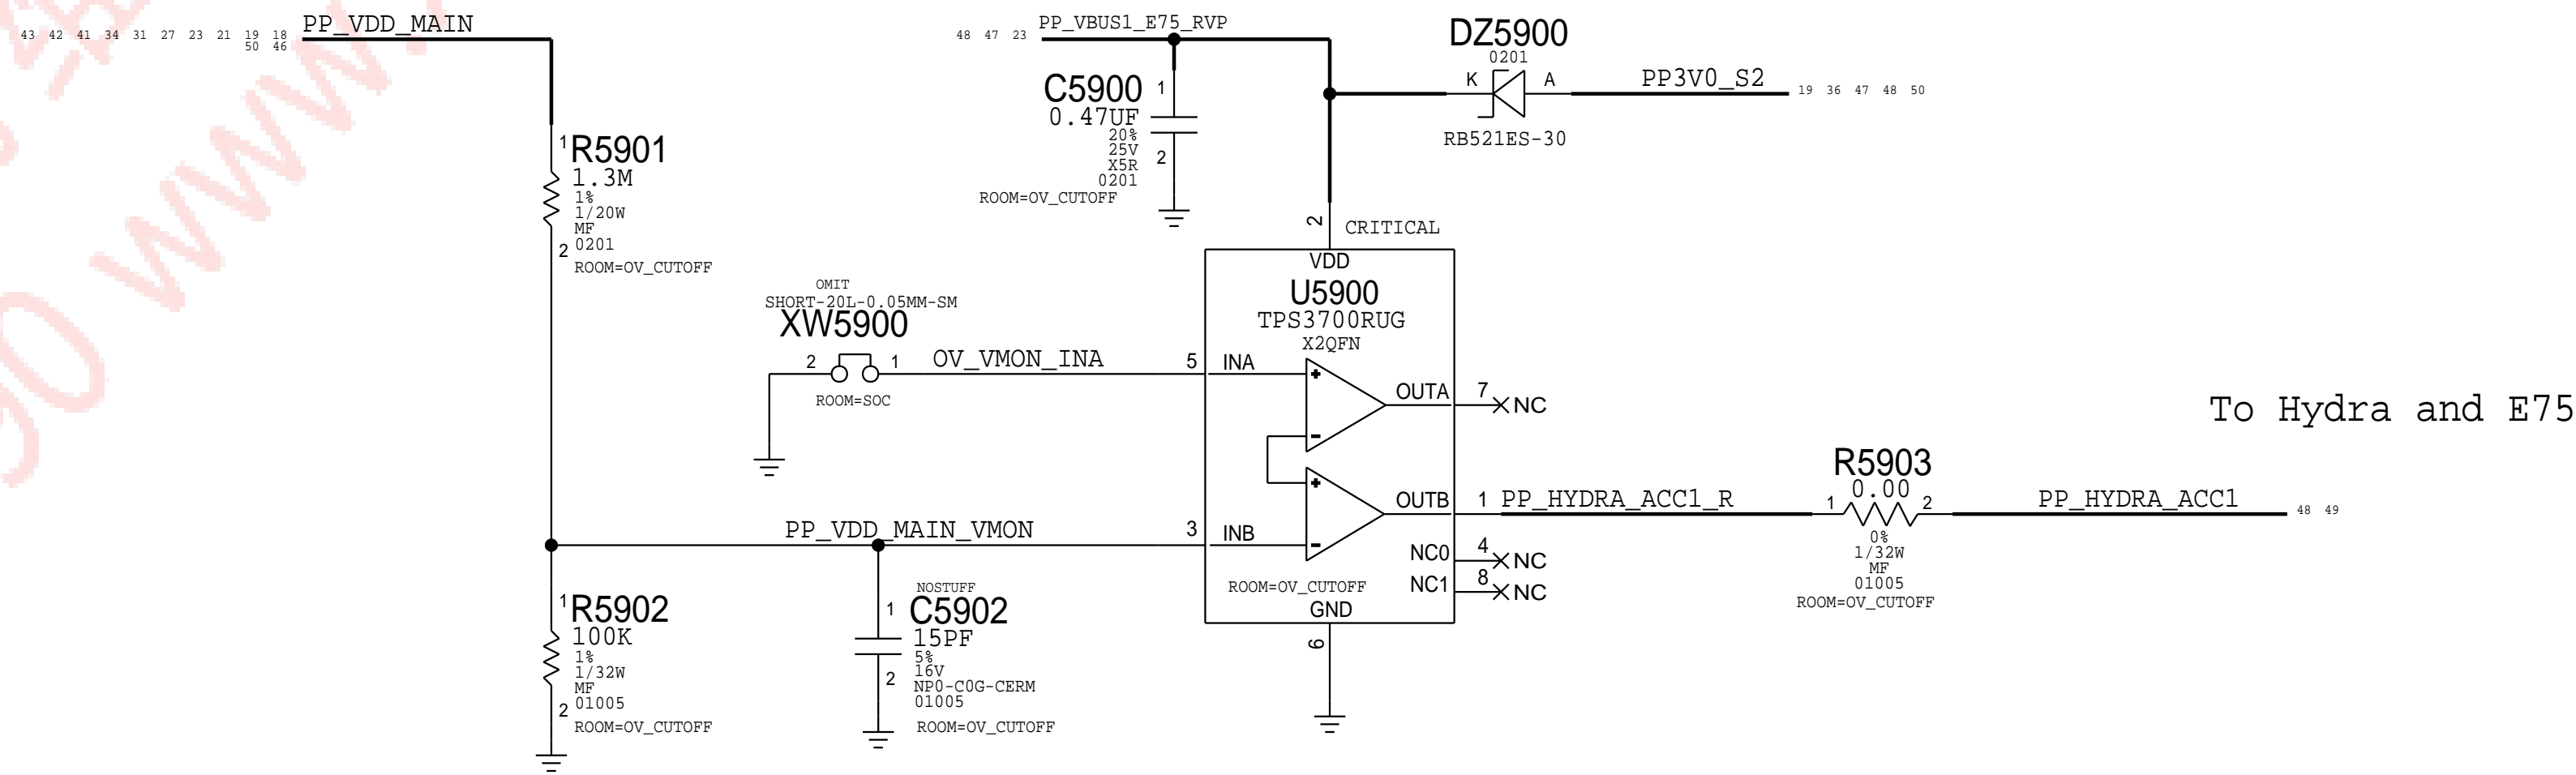 PP_VDD_MAIN
43 42 41 34 31 27 23 21 19 18
50 46
1
R5901
1.3M
1%
1/20W
MF
0201
2
ROOM=OV_CUTOFF
48 47 23
PP_VBUS1_E75_RVP
C5900
1
0.47UF
20%
25V
X5R
0201
2
ROOM=OV_CUTOFF
DZ5900
0201
K
A
RB521ES-30
PP3V0_S2
19 36 47 48 50
2
CRITICAL
VDD
U5900
TPS3700RUG
X2QFN
OMIT
SHORT-20L-0.05MM-SM
XW5900
2
1
ROOM=SOC
OV_VMON_INA
5
INA
+
-
OUTA
7
NC
+
-
OUTB
1
PP_HYDRA_ACC1_R
To Hydra and E75
R5903
0.00
1
2
0%
1/32W
MF
01005
ROOM=OV_CUTOFF
PP_HYDRA_ACC1
48 49
PP_VDD_MAIN_VMON
3
INB
NC0
4
NC
NC1
8
NC
ROOM=OV_CUTOFF
GND
6
1
R5902
100K
1%
1/32W
MF
01005
2
ROOM=OV_CUTOFF
NOSTUFF
1
C5902
15PF
5%
16V
NP0-C0G-CERM
01005
2
ROOM=OV_CUTOFF